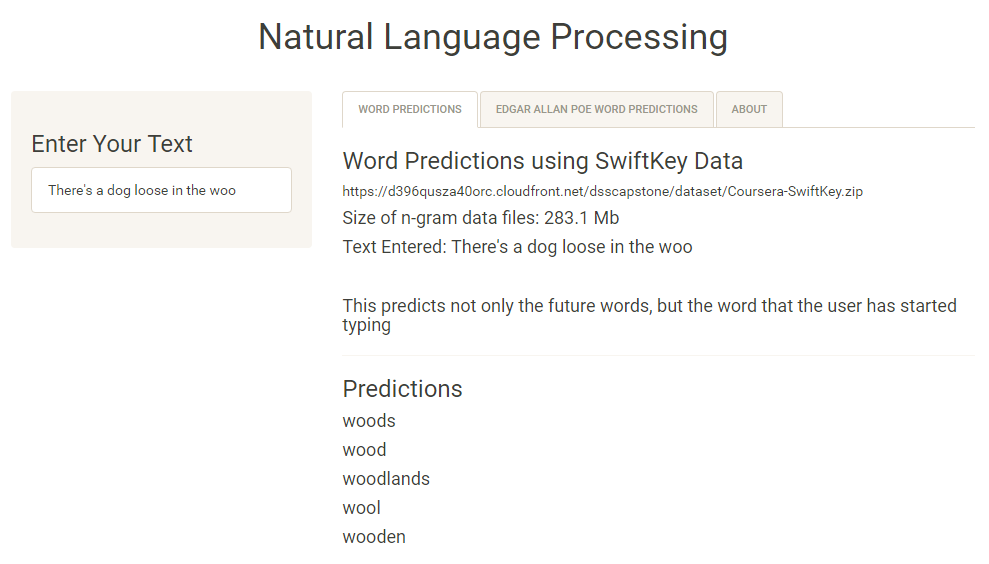 Natural Language Processing
Enter Your Text
There's a dog loose in the woo
WORD PREDICTIONS
EDGAR ALLAN POE WORD PREDICTIONS
ABOUT
Word Predictions using SwiftKey Data
https://d396qusza40orc.cloudfront.net/dsscapstone/dataset/Coursera-SwiftKey.zip
Size of n-gram data files: 283.1 Mb
Text Entered: There's a dog loose in the woo
This predicts not only the future words, but the word that the user has started
typing
Predictions
woods
wood
woodlands
wool
wooden